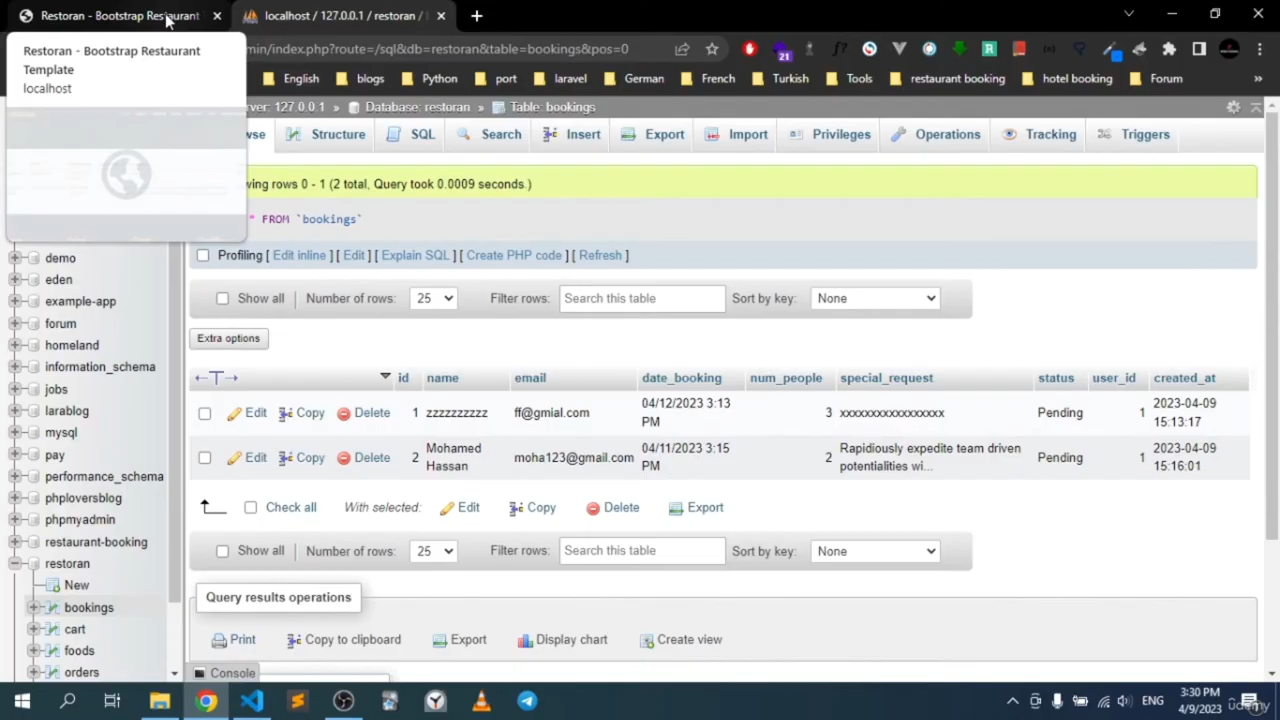 Restoran - Bootstrap Restaurant
localhost / 127.0.0.1 / restoran /
Restoran - Bootstrap Restaurant
Template
localhost
min/index.php?route=/sql&db=restoran&table=bookings&pos=0
21
English
blogs
Python
port
laravel
German
French
Turkish
Tools
restaurant booking
hotel booking
Forum
»
rver: 127.0.0.1 » Database: restoran » Table: bookings
wse
Structure
SQL
Search
Insert
Export
Import
Privileges
Operations
Tracking
Triggers
wing rows 0 - 1 (2 total, Query took 0.0009 seconds.)
* FROM `bookings`
Profiling [ Edit inline ] [ Edit ] [ Explain SQL ] [ Create PHP code ] [ Refresh ]
Show all
Number of rows: 25
Filter rows: Search this table
Sort by key: None
Extra options
id name email date_booking num_people special_request status user_id created_at
Edit Copy Delete 1 zzzzzzzzzz ff@gmial.com 04/12/2023 3:13 PM 3 xxxxxxxxxxxxxxxxx Pending 1 2023-04-09 15:13:17
Edit Copy Delete 2 Mohamed Hassan moha123@gmail.com 04/11/2023 3:15 PM 2 Rapidiously expedite team driven potentialities wi... Pending 1 2023-04-09 15:16:01
Check all With selected: Edit Copy Delete Export
Show all
Number of rows: 25
Filter rows: Search this table
Sort by key: None
Query results operations
Print Copy to clipboard Export Display chart Create view
Console
demo
eden
example-app
forum
homeland
information_schema
jobs
larablog
mysql
pay
performance_schema
phploversblog
phpmyadmin
restaurant-booking
restoran
New
bookings
cart
foods
orders
ENG
3:30 PM
4/9/2023
udemy